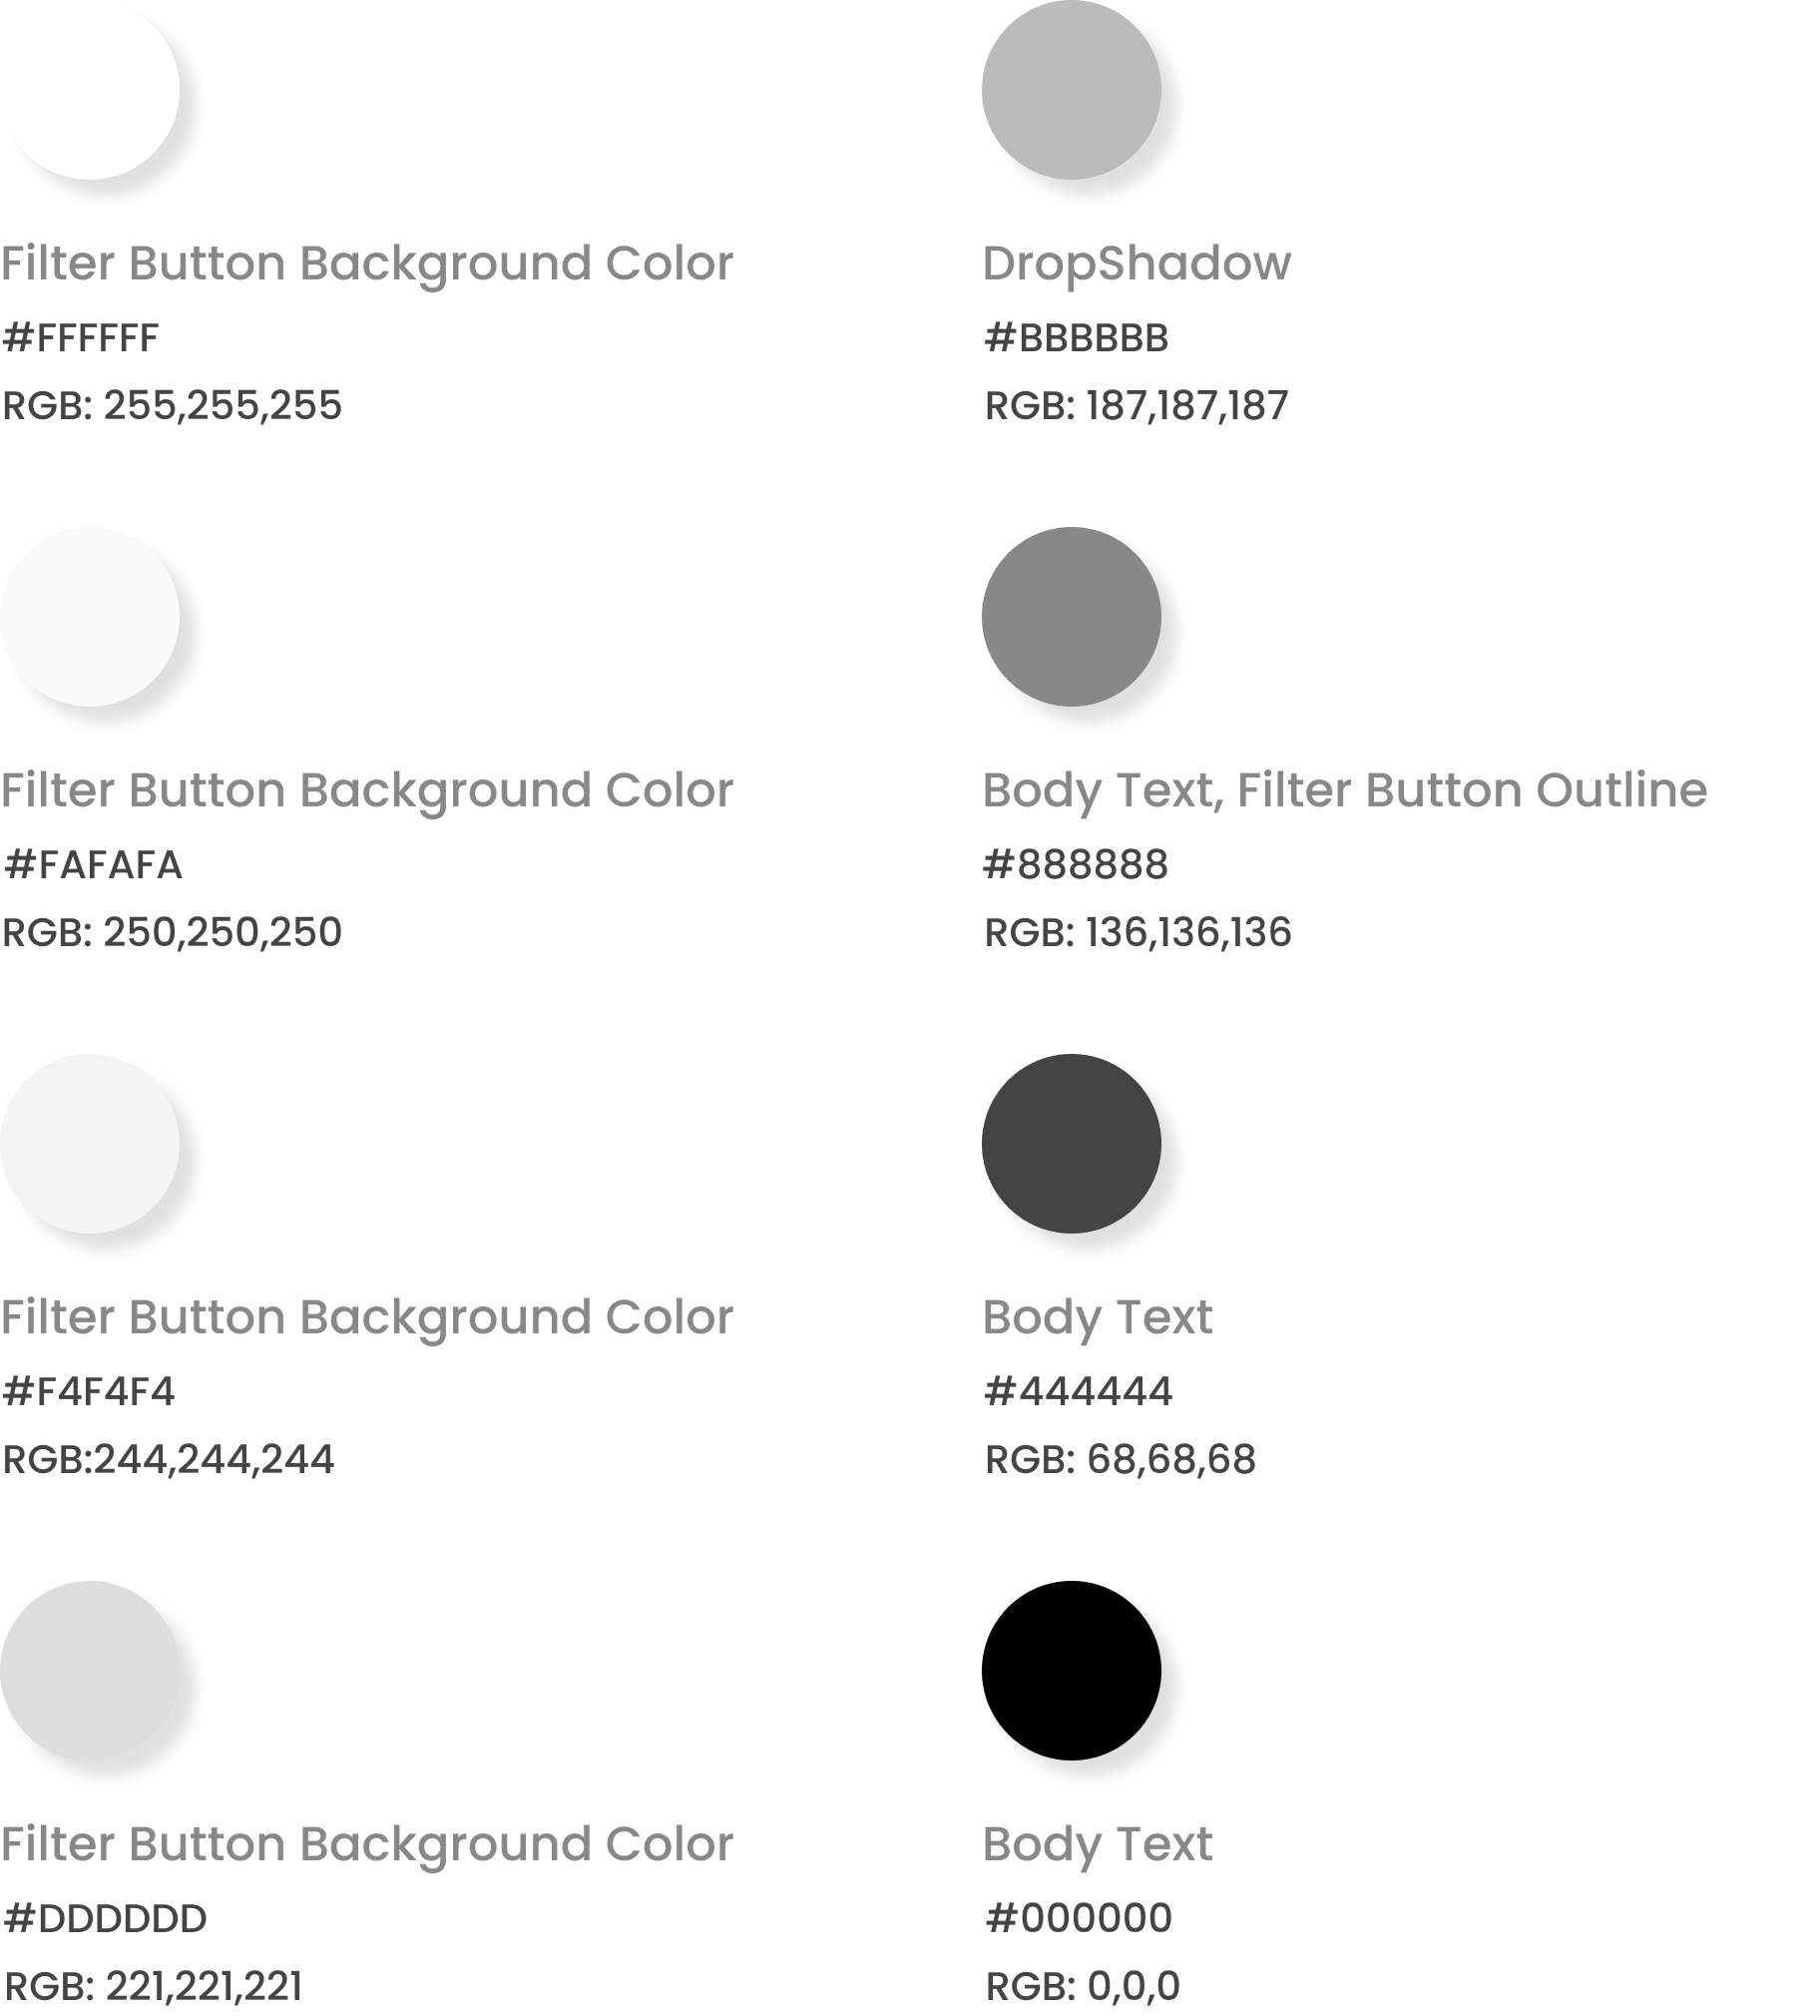 Filter Button Background Color
#FFFFFF
RGB: 255,255,255
DropShadow
#BBBBBB
RGB: 187,187,187
Filter Button Background Color
#FAFAFA
RGB: 250,250,250
Body Text, Filter Button Outline
#888888
RGB: 136,136,136
Filter Button Background Color
#F4F4F4
RGB:244,244,244
Body Text
#444444
RGB: 68,68,68
Filter Button Background Color
#DDDDDD
RGB: 221,221,221
Body Text
#000000
RGB: 0,0,0